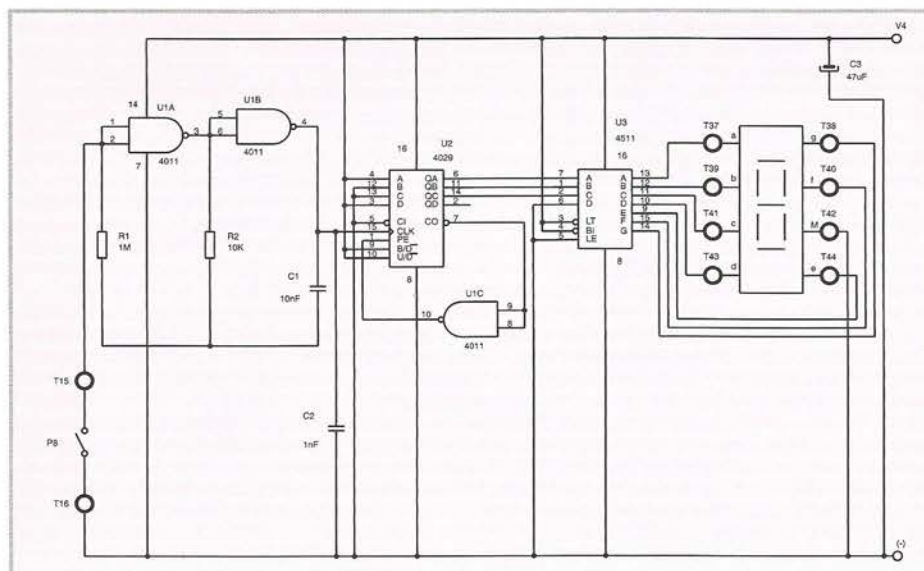 V4
C3
47uF
14
U1A
1
2
3
4011
7
U1B
5
6
4
4011
R1
1M
R2
10K
C1
10nF
C2
1nF
T15
P8
T16
16
U2
4029
4 A QA 6
12 B QB 11
13 C QC 14
3 D QD 2
5 CI CO 7
15 CLK
1 PE
9 B/D
10 U/D
8
U1C
10
9
8
4011
U3
4511
16
7 A A 13
1 B B 12
2 C C 11
6 D D 10
E 9
3 LT F 15
4 BI G 14
5 LE
8
T37 a g T38
T39 b f T40
T41 c M T42
T43 d e T44
(-)